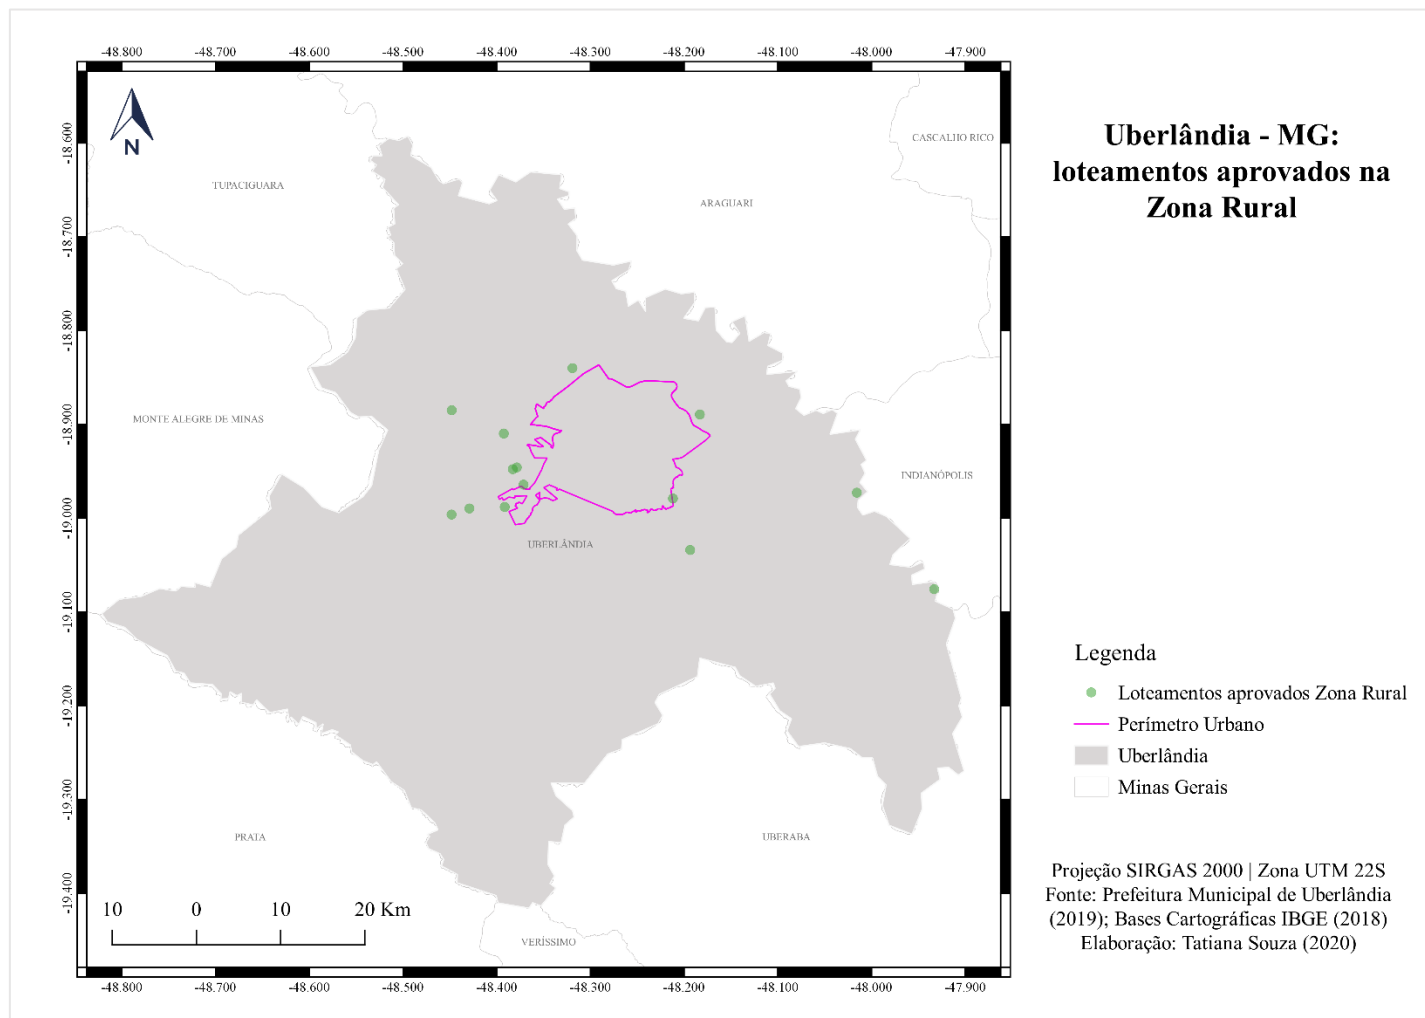 Uberlândia - MG:
loteamentos aprovados na
Zona Rural
-48.800 -48.700 -48.600 -48.500 -48.400 -48.300 -48.200 -48.100 -48.000 -47.900
-18.600
-18.700
-18.800
-18.900
-19.000
-19.100
-19.200
-19.300
-19.400
N
CASCALHO RICO
TUPACIGUARA
ARAGUARI
MONTE ALEGRE DE MINAS
INDIANÓPOLIS
UBERLÂNDIA
PRATA
UBERABA
VERÍSSIMO
10 0 10 20 Km
-48.800 -48.700 -48.600 -48.500 -48.400 -48.300 -48.200 -48.100 -48.000 -47.900
Legenda
Loteamentos aprovados Zona Rural
Perímetro Urbano
Uberlândia
Minas Gerais
Projeção SIRGAS 2000 | Zona UTM 22S
Fonte: Prefeitura Municipal de Uberlândia
(2019); Bases Cartográficas IBGE (2018)
Elaboração: Tatiana Souza (2020)